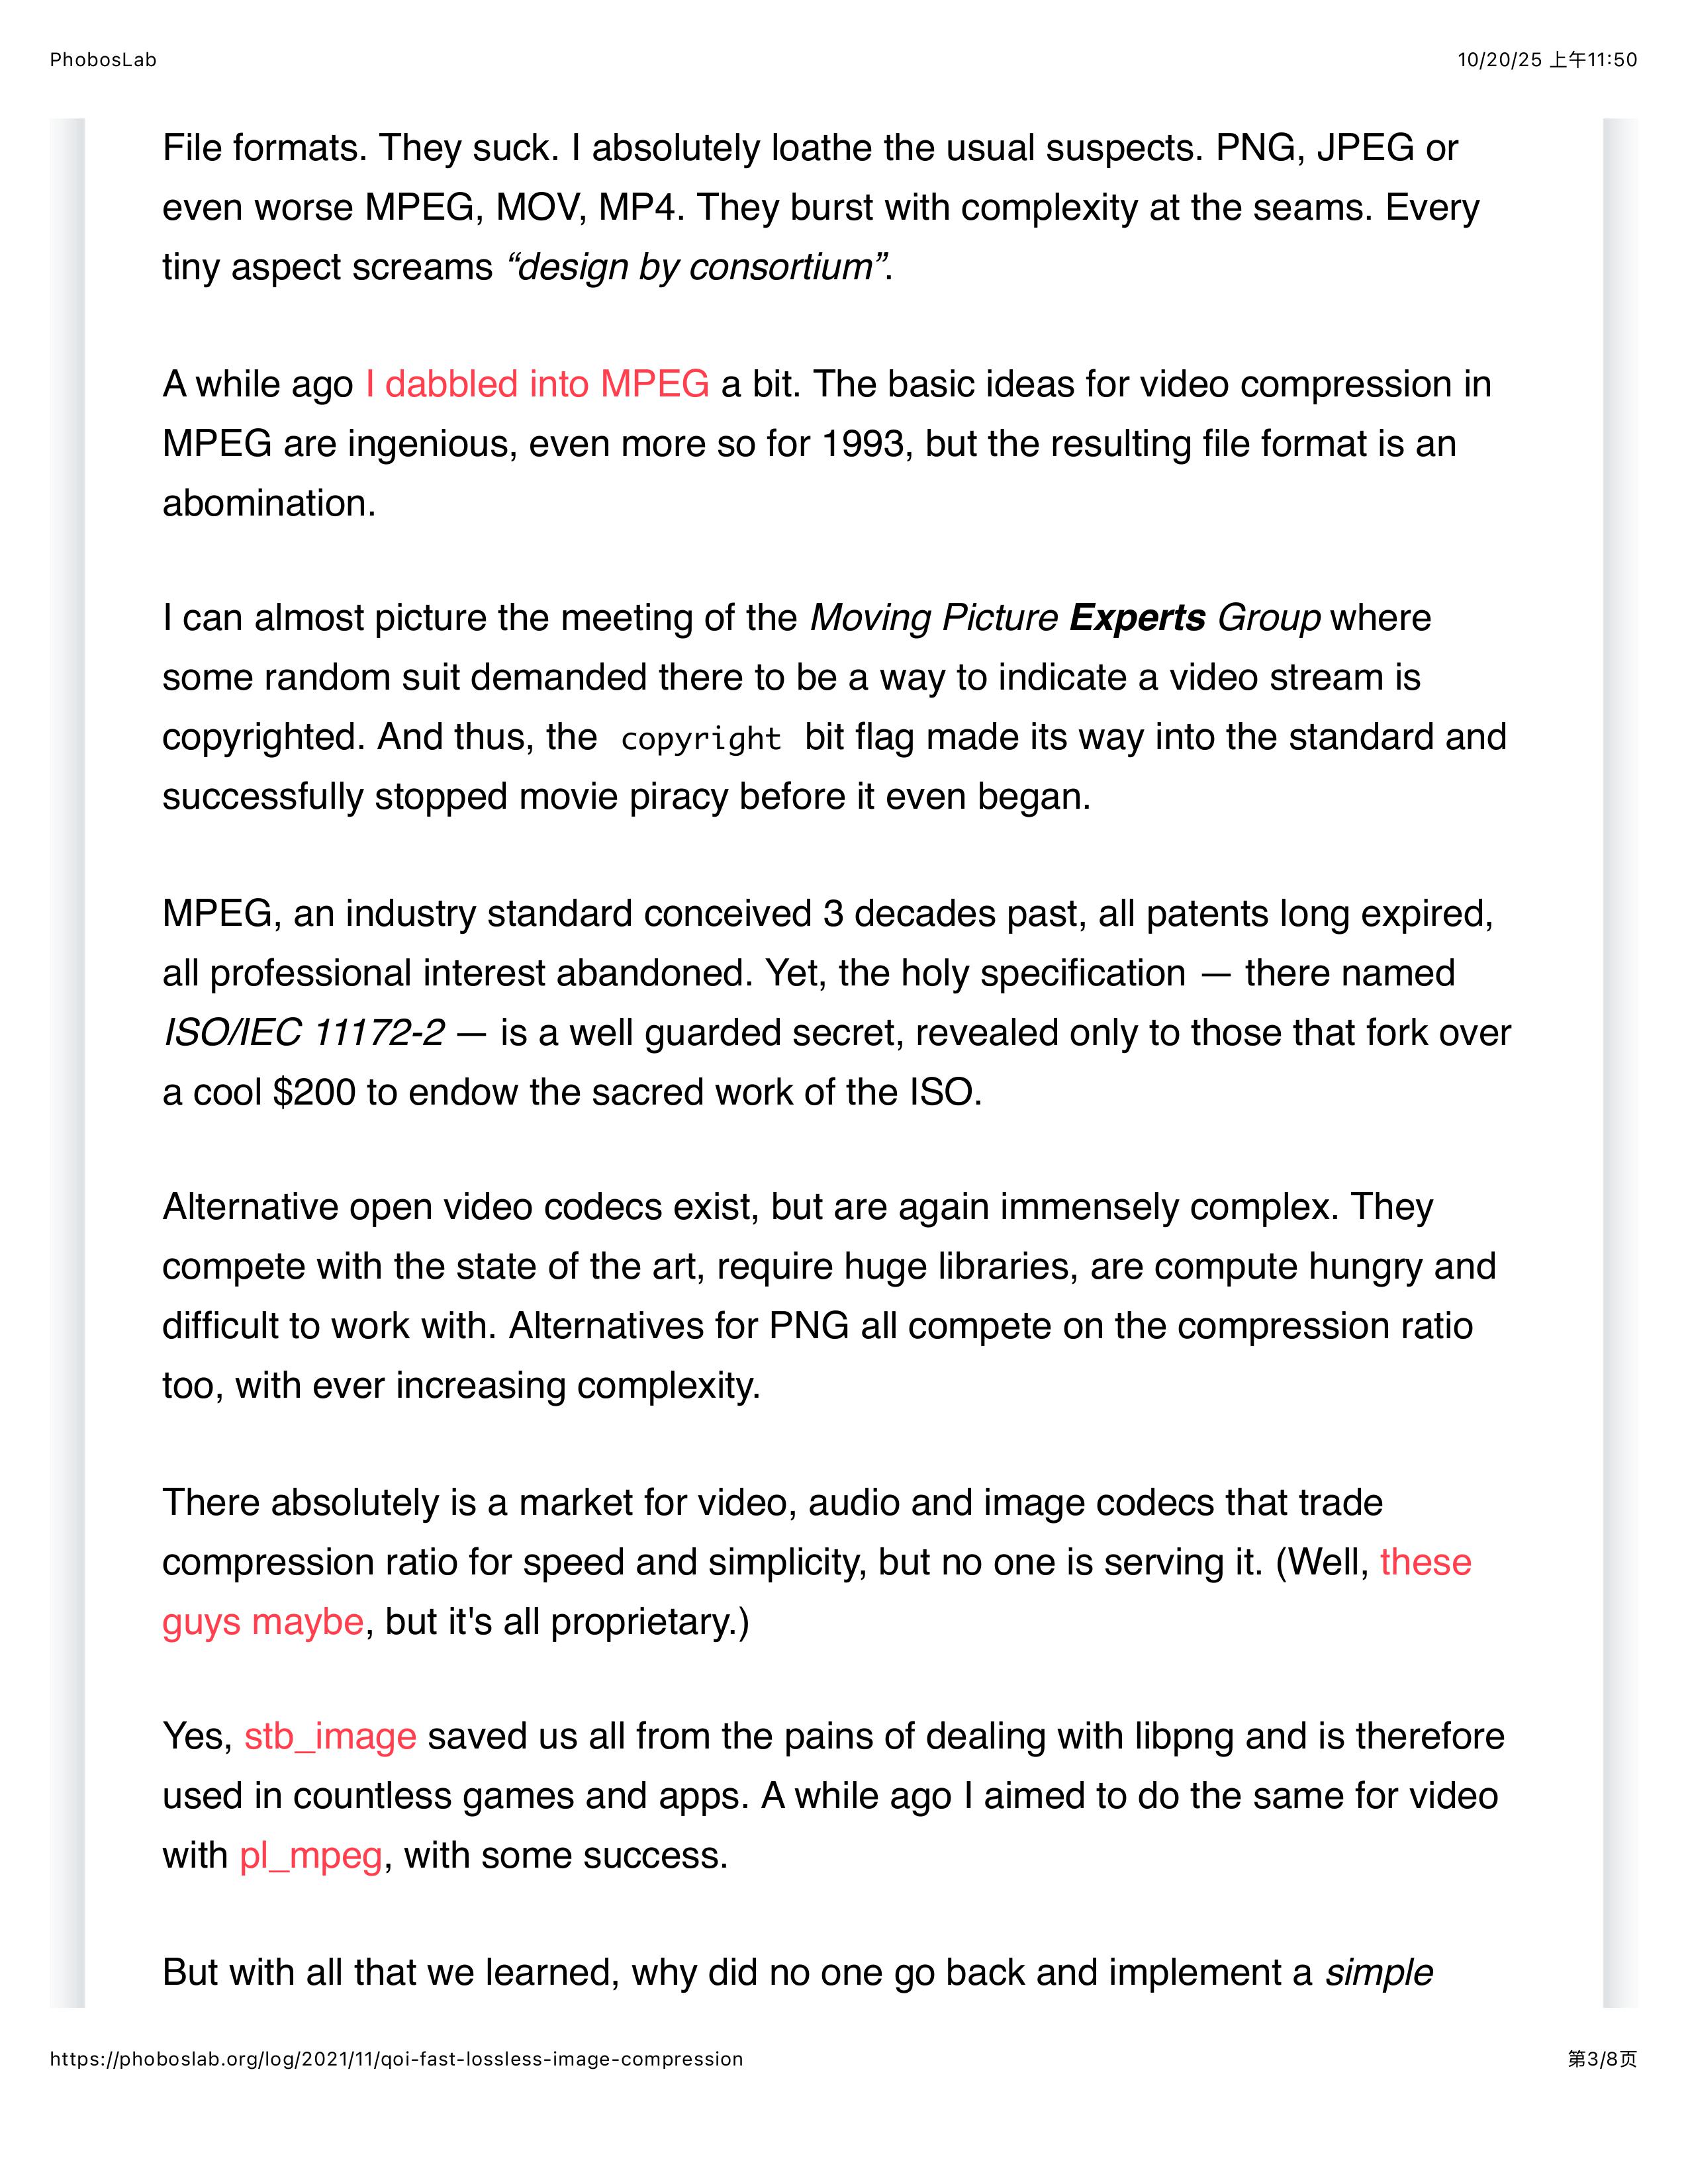 PhobosLab
10/20/25 上午11:50
File formats. They suck. I absolutely loathe the usual suspects. PNG, JPEG or
even worse MPEG, MOV, MP4. They burst with complexity at the seams. Every
tiny aspect screams “design by consortium”.
A while ago I dabbled into MPEG a bit. The basic ideas for video compression in
MPEG are ingenious, even more so for 1993, but the resulting file format is an
abomination.
I can almost picture the meeting of the Moving Picture Experts Group where
some random suit demanded there to be a way to indicate a video stream is
copyrighted. And thus, the copyright bit flag made its way into the standard and
successfully stopped movie piracy before it even began.
MPEG, an industry standard conceived 3 decades past, all patents long expired,
all professional interest abandoned. Yet, the holy specification — there named
ISO/IEC 11172-2 — is a well guarded secret, revealed only to those that fork over
a cool $200 to endow the sacred work of the ISO.
Alternative open video codecs exist, but are again immensely complex. They
compete with the state of the art, require huge libraries, are compute hungry and
difficult to work with. Alternatives for PNG all compete on the compression ratio
too, with ever increasing complexity.
There absolutely is a market for video, audio and image codecs that trade
compression ratio for speed and simplicity, but no one is serving it. (Well, these
guys maybe, but it's all proprietary.)
Yes, stb_image saved us all from the pains of dealing with libpng and is therefore
used in countless games and apps. A while ago I aimed to do the same for video
with pl_mpeg, with some success.
But with all that we learned, why did no one go back and implement a simple
https://phoboslab.org/log/2021/11/qoi-fast-lossless-image-compression
第3/8页